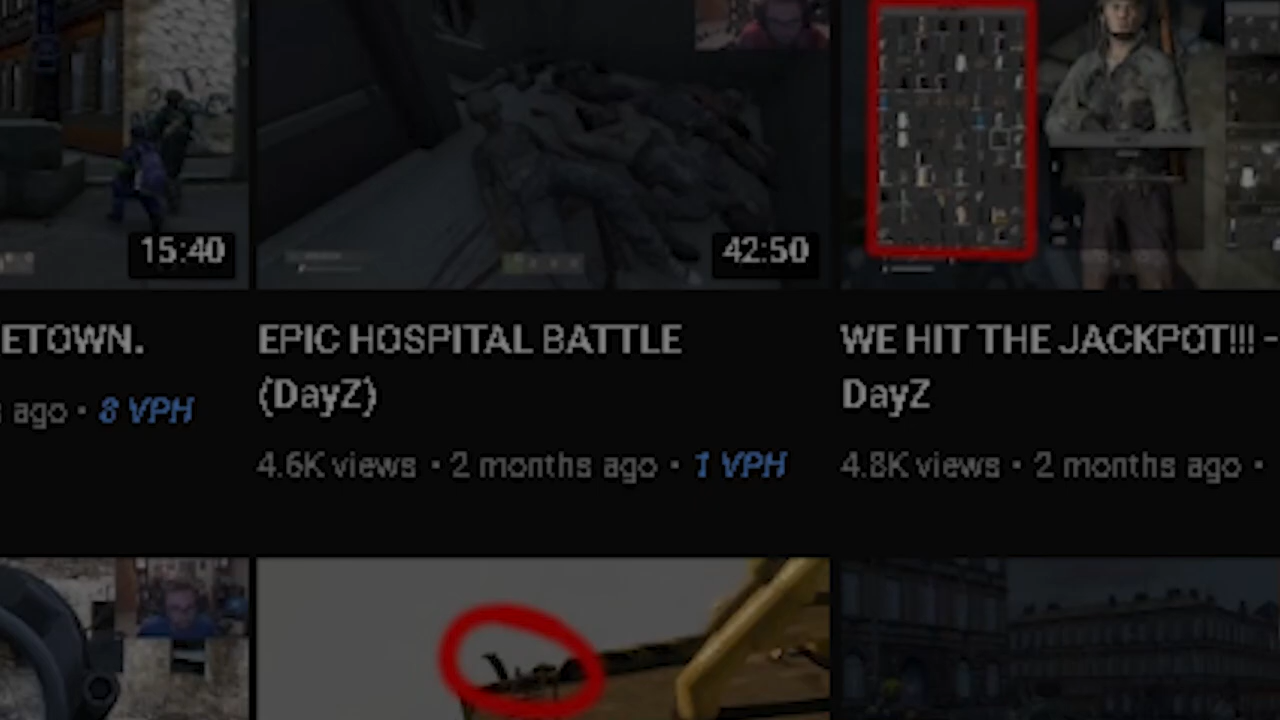 15:40
42:50
ETOWN.
EPIC HOSPITAL BATTLE
(DayZ)
WE HIT THE JACKPOT!!! -
DayZ
ago • 8 VPH
4.6K views • 2 months ago • 1 VPH
4.8K views • 2 months ago •